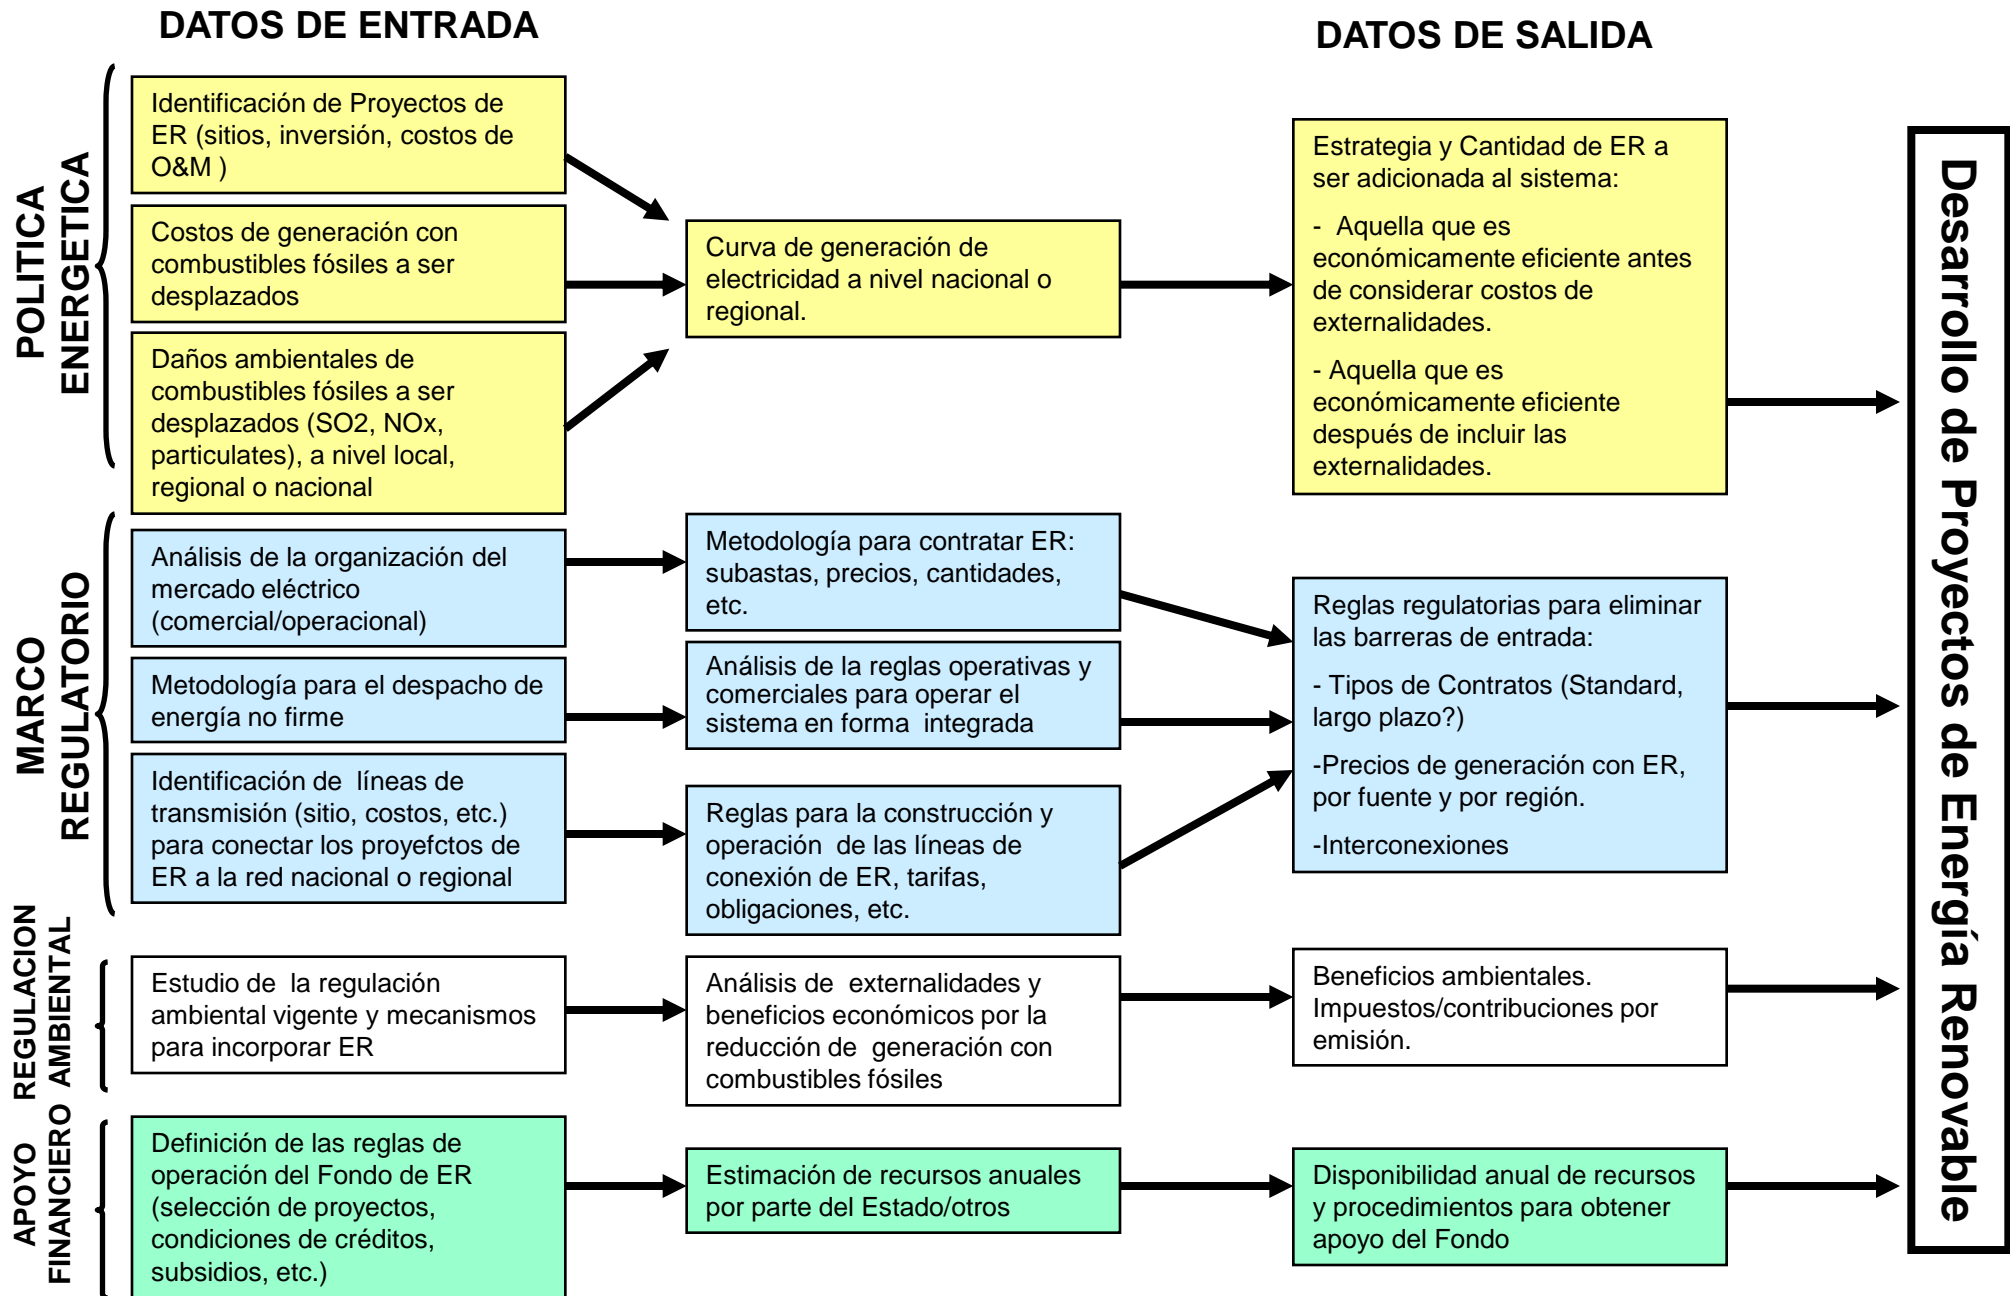 DATOS DE ENTRADA
DATOS DE SALIDA
POLITICA
ENERGETICA
Identificación de Proyectos de
ER (sitios, inversión, costos de
O&M )
Costos de generación con
combustibles fósiles a ser
desplazados
Daños ambientales de
combustibles fósiles a ser
desplazados (SO2, NOx,
particulates), a nivel local,
regional o nacional
Curva de generación de
electricidad a nivel nacional o
regional.
Estrategia y Cantidad de ER a
ser adicionada al sistema:
- Aquella que es
económicamente eficiente antes
de considerar costos de
externalidades.
- Aquella que es
económicamente eficiente
después de incluir las
externalidades.
MARCO
REGULATORIO
Análisis de la organización del
mercado eléctrico
(comercial/operacional)
Metodología para el despacho de
energía no firme
Identificación de líneas de
transmisión (sitio, costos, etc.)
para conectar los proyefctos de
ER a la red nacional o regional
Metodología para contratar ER:
subastas, precios, cantidades,
etc.
Análisis de la reglas operativas y
comerciales para operar el
sistema en forma integrada
Reglas para la construcción y
operación de las líneas de
conexión de ER, tarifas,
obligaciones, etc.
Reglas regulatorias para eliminar
las barreras de entrada:
- Tipos de Contratos (Standard,
largo plazo?)
-Precios de generación con ER,
por fuente y por región.
-Interconexiones
REGULACION
AMBIENTAL
Estudio de la regulación
ambiental vigente y mecanismos
para incorporar ER
Análisis de externalidades y
beneficios económicos por la
reducción de generación con
combustibles fósiles
Beneficios ambientales.
Impuestos/contribuciones por
emisión.
APOYO
FINANCIERO
Definición de las reglas de
operación del Fondo de ER
(selección de proyectos,
condiciones de créditos,
subsidios, etc.)
Estimación de recursos anuales
por parte del Estado/otros
Disponibilidad anual de recursos
y procedimientos para obtener
apoyo del Fondo
Desarrollo de Proyectos de Energía Renovable